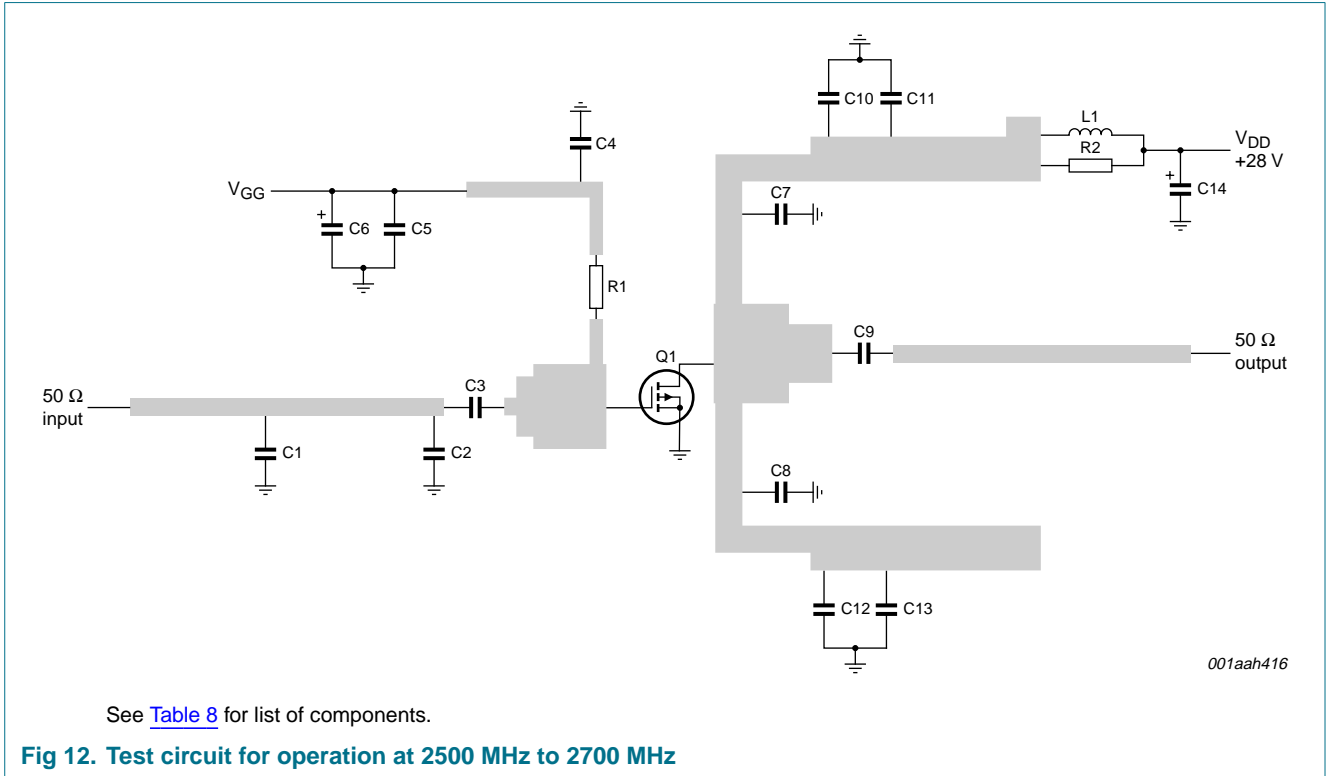 C10
C11
L1
R2
VDD
+28 V
C4
C14
VGG
+
C6
C5
C7
+
R1
C9
50 Ω
output
Q1
C3
50 Ω
input
C1
C2
C8
C12
C13
001aah416
See Table 8 for list of components.
Fig 12. Test circuit for operation at 2500 MHz to 2700 MHz